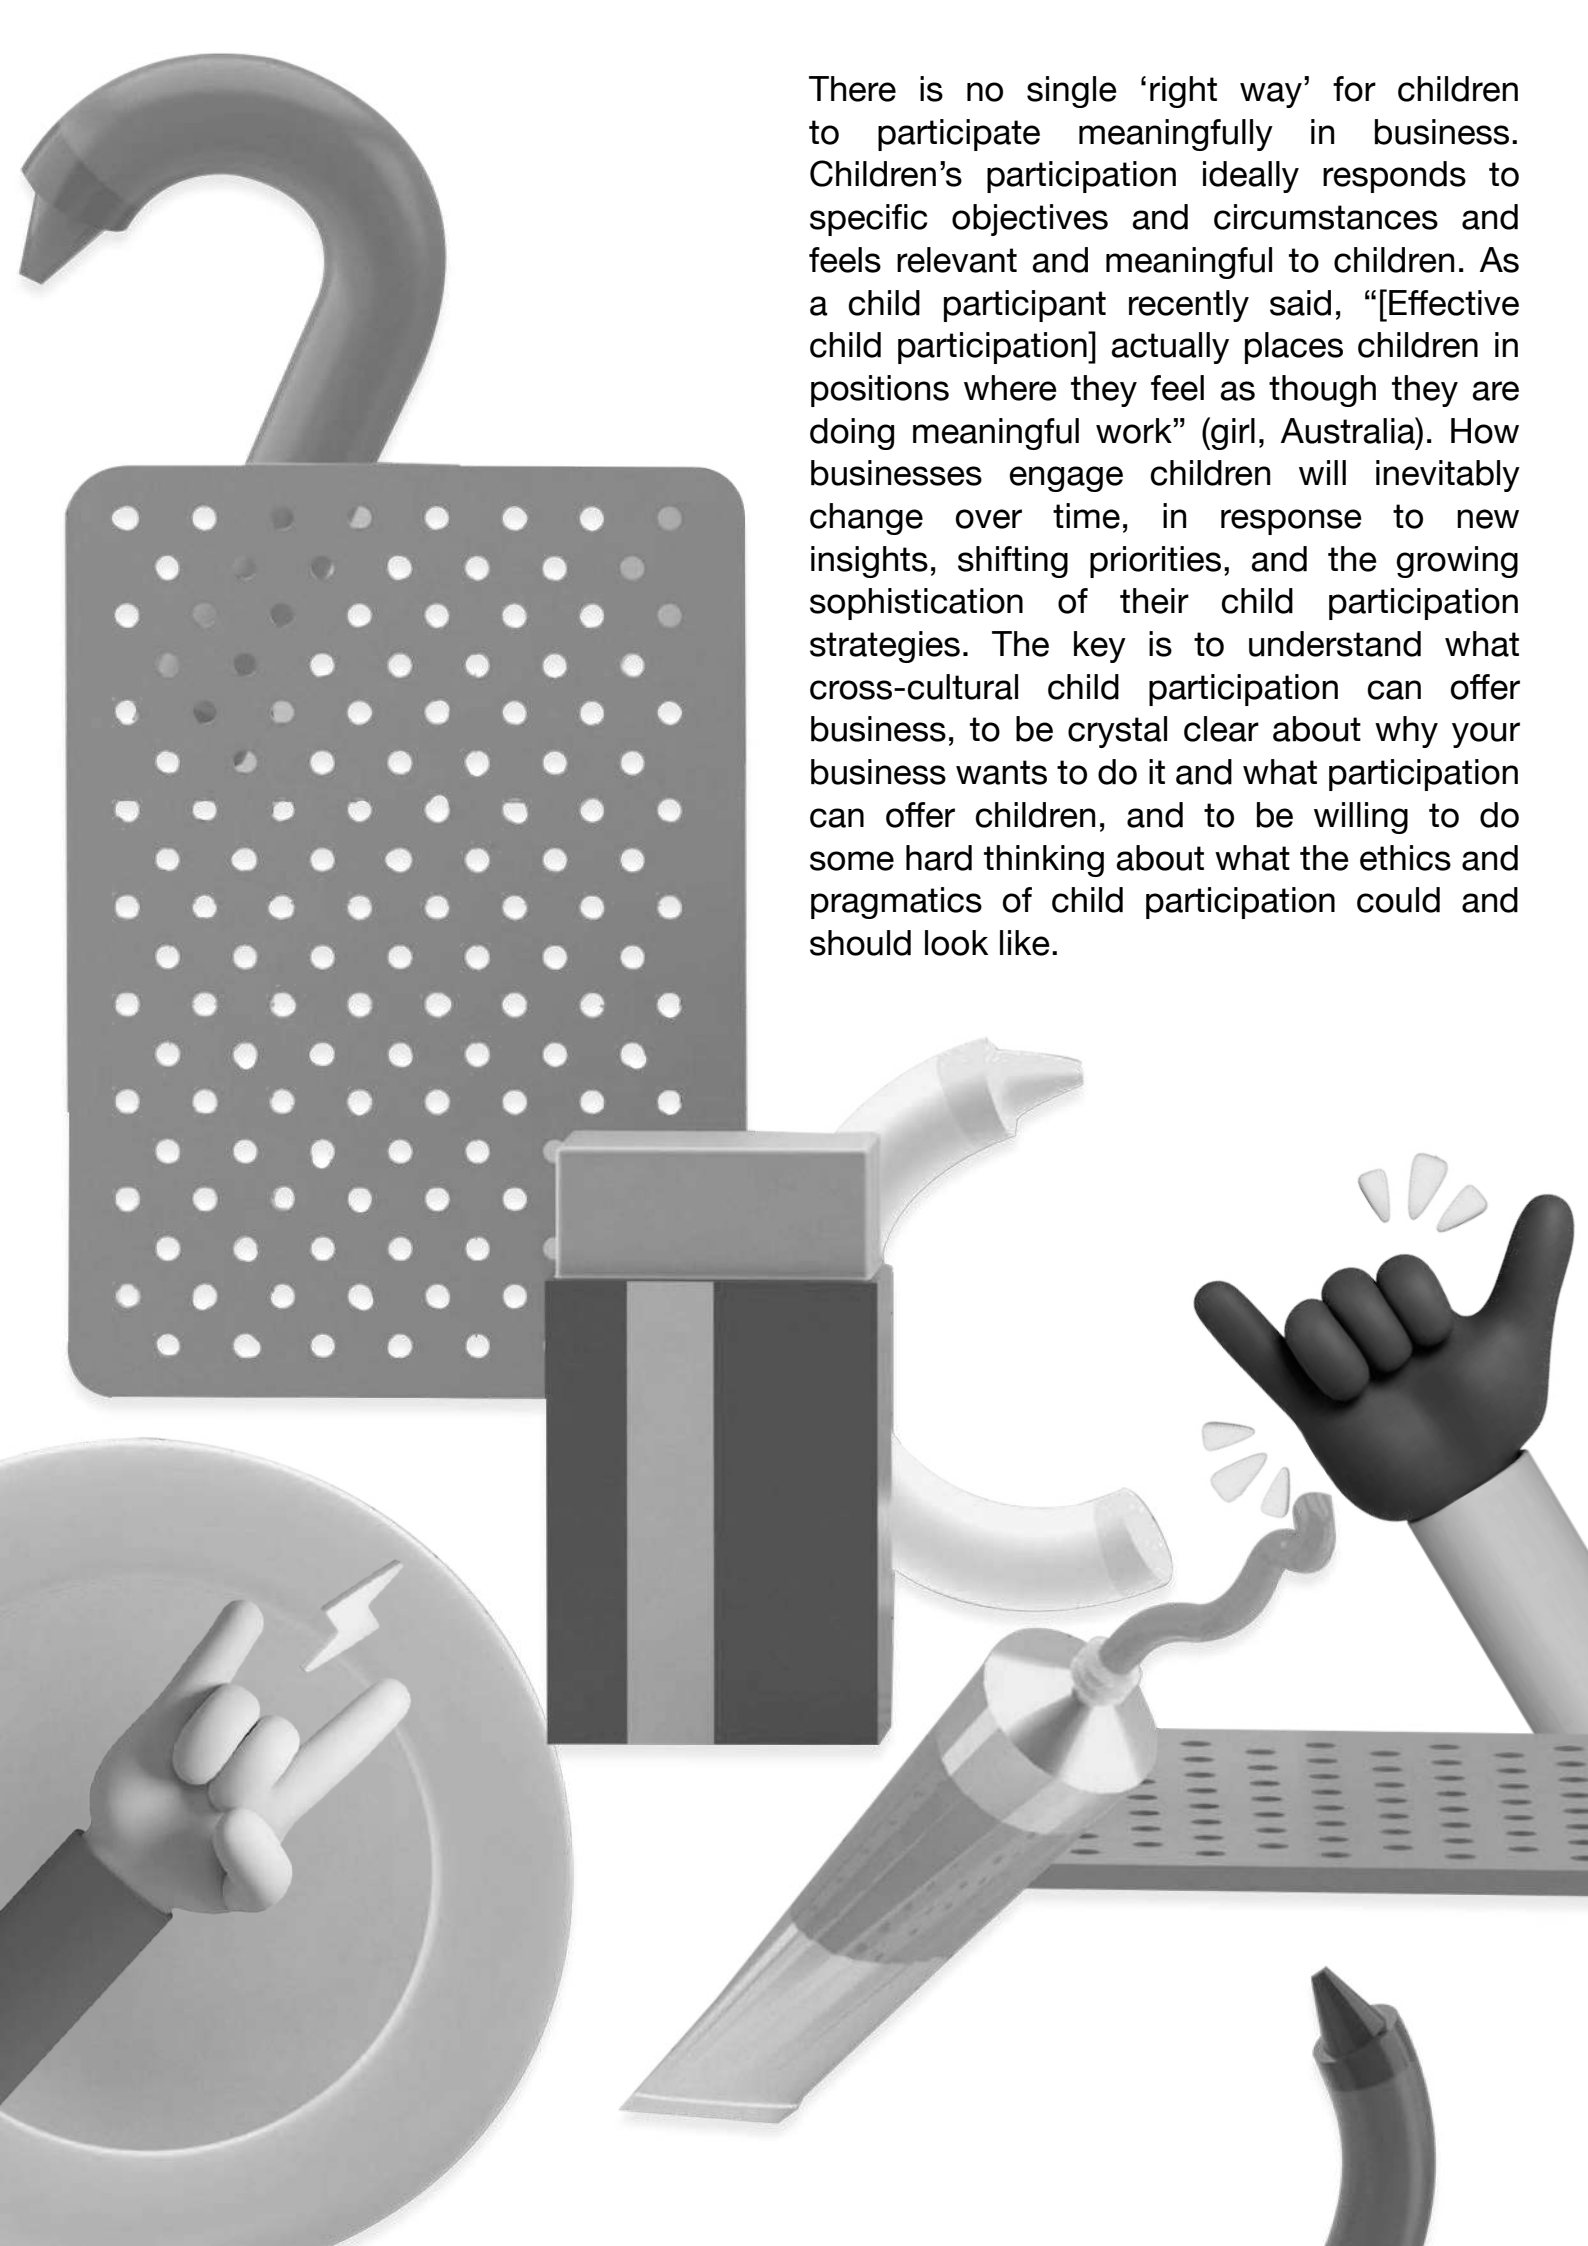 There is no single ‘right way’ for children
to participate meaningfully in business.
Children’s participation ideally responds to
specific objectives and circumstances and
feels relevant and meaningful to children. As
a child participant recently said, “[Effective
child participation] actually places children in
positions where they feel as though they are
doing meaningful work” (girl, Australia). How
businesses engage children will inevitably
change over time, in response to new
insights, shifting priorities, and the growing
sophistication of their child participation
strategies. The key is to understand what
cross-cultural child participation can offer
business, to be crystal clear about why your
business wants to do it and what participation
can offer children, and to be willing to do
some hard thinking about what the ethics and
pragmatics of child participation could and
should look like.